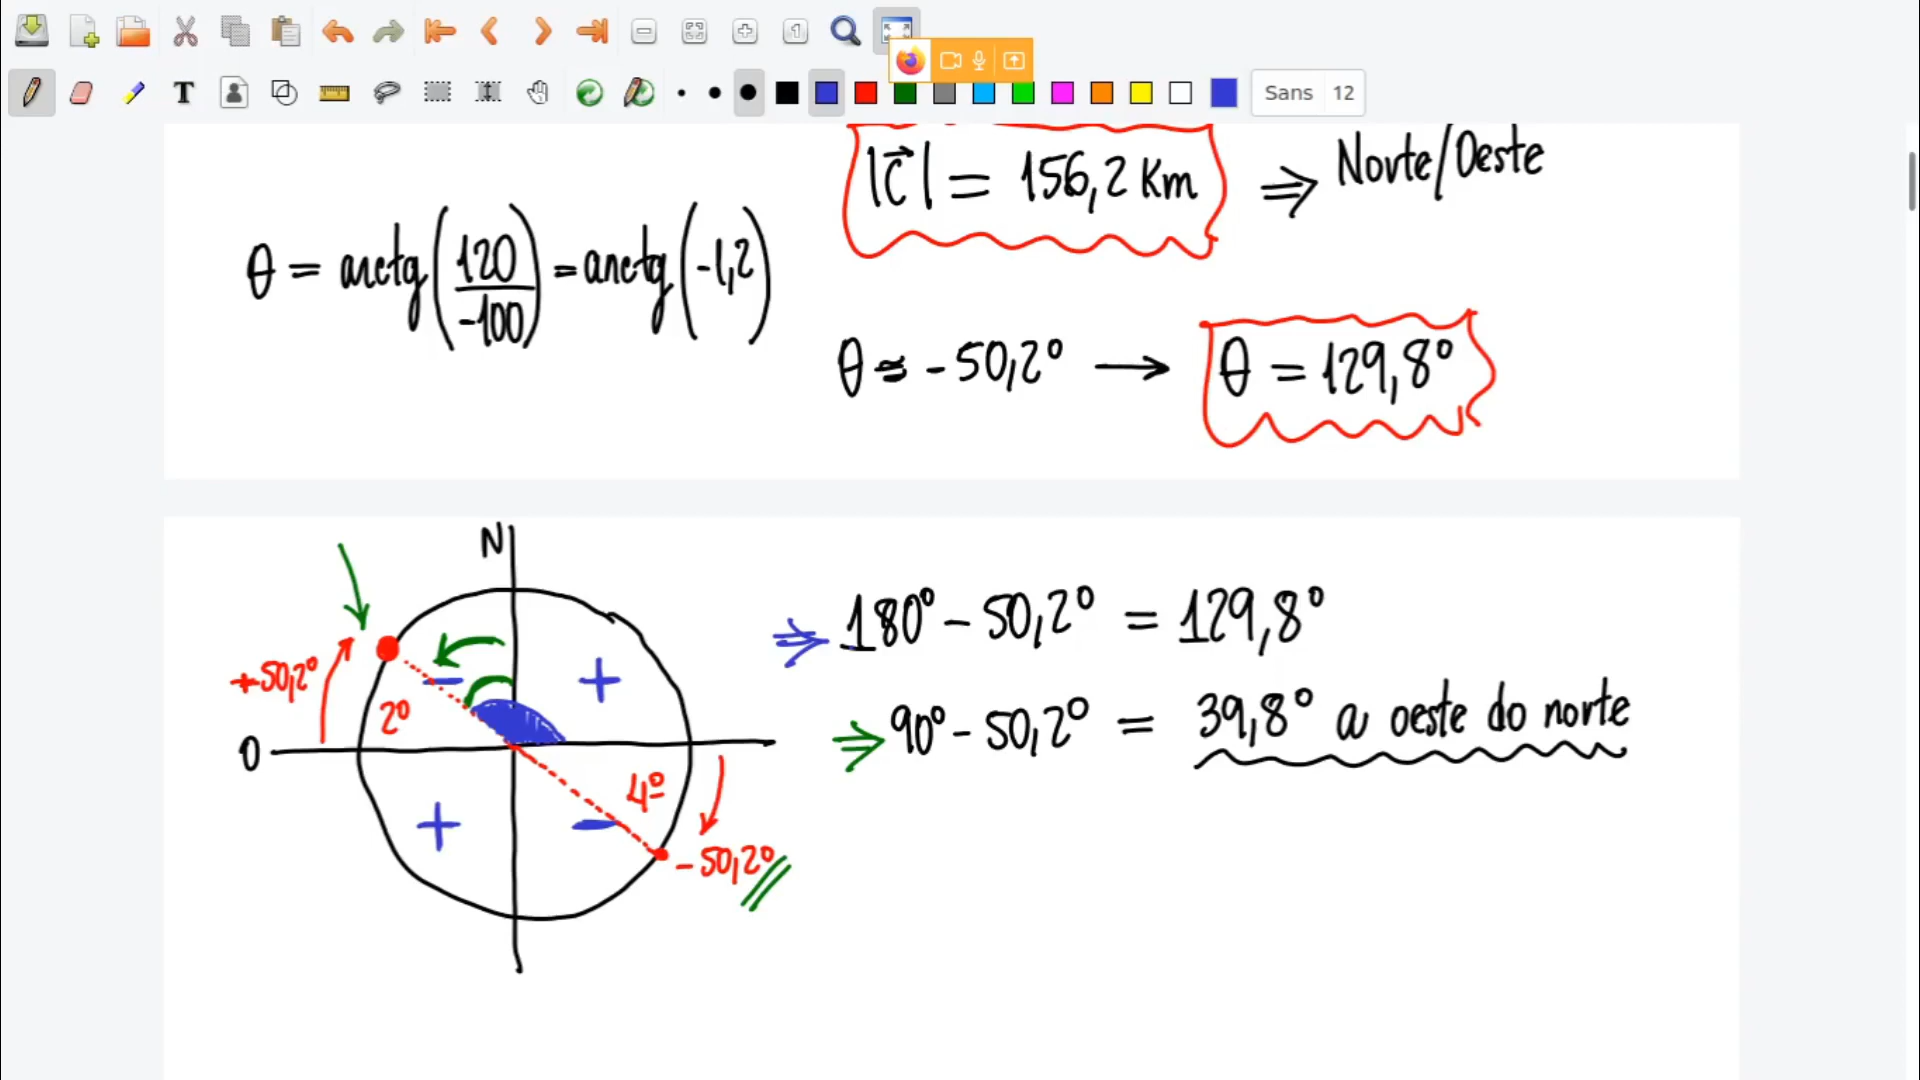 T
1
Sans 12
|c⃗| = 156,2 Km ⇒ Norte/Oeste
θ = arctg(120/-100) = arctg(-1,2)
θ ≈ -50,2° → θ = 129,8°
N
⇒ 180° - 50,2° = 129,8°
+50,2°
- +
2º
⇒ 90° - 50,2° = 39,8° a oeste do norte
O
4º
+ -
-50,2°